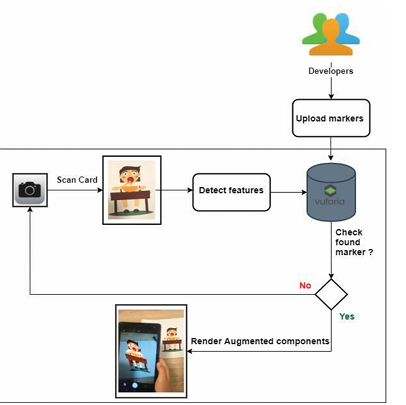 Developers
Upload markers
Scan Card
Detect features
vuforia
Check
found
marker ?
No
Yes
Render Augmented components